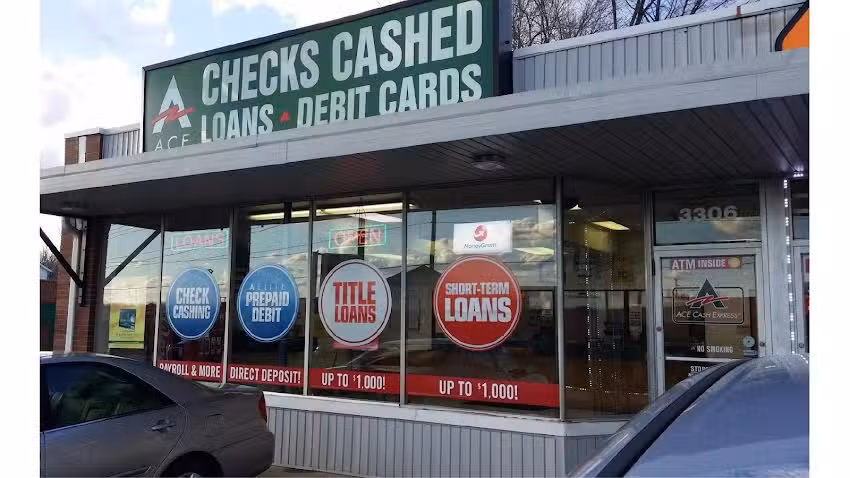 CHECKS CASHED
LOANS DEBIT CARDS
ACE
LOANS
OPEN
MoneyGram
3306
ATM INSIDE
ACE CASH EXPRESS
NO SMOKING
CHECK
CASHING
PREPAID
DEBIT
TITLE
LOANS
SHORT-TERM
LOANS
PAYROLL & MORE
DIRECT DEPOSIT!
UP TO $1,000!
UP TO $1,000!